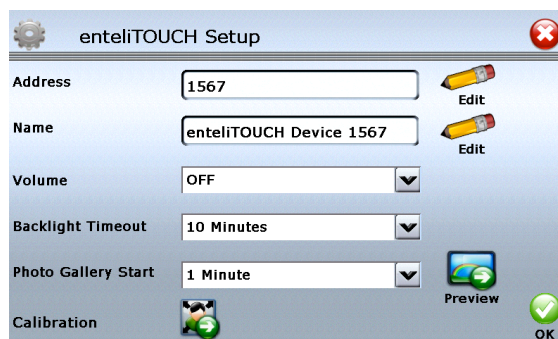 enteliTOUCH Setup
Address
1567
Edit
Name
enteliTOUCH Device 1567
Edit
Volume
OFF
Backlight Timeout
10 Minutes
Photo Gallery Start
1 Minute
Preview
Calibration
OK